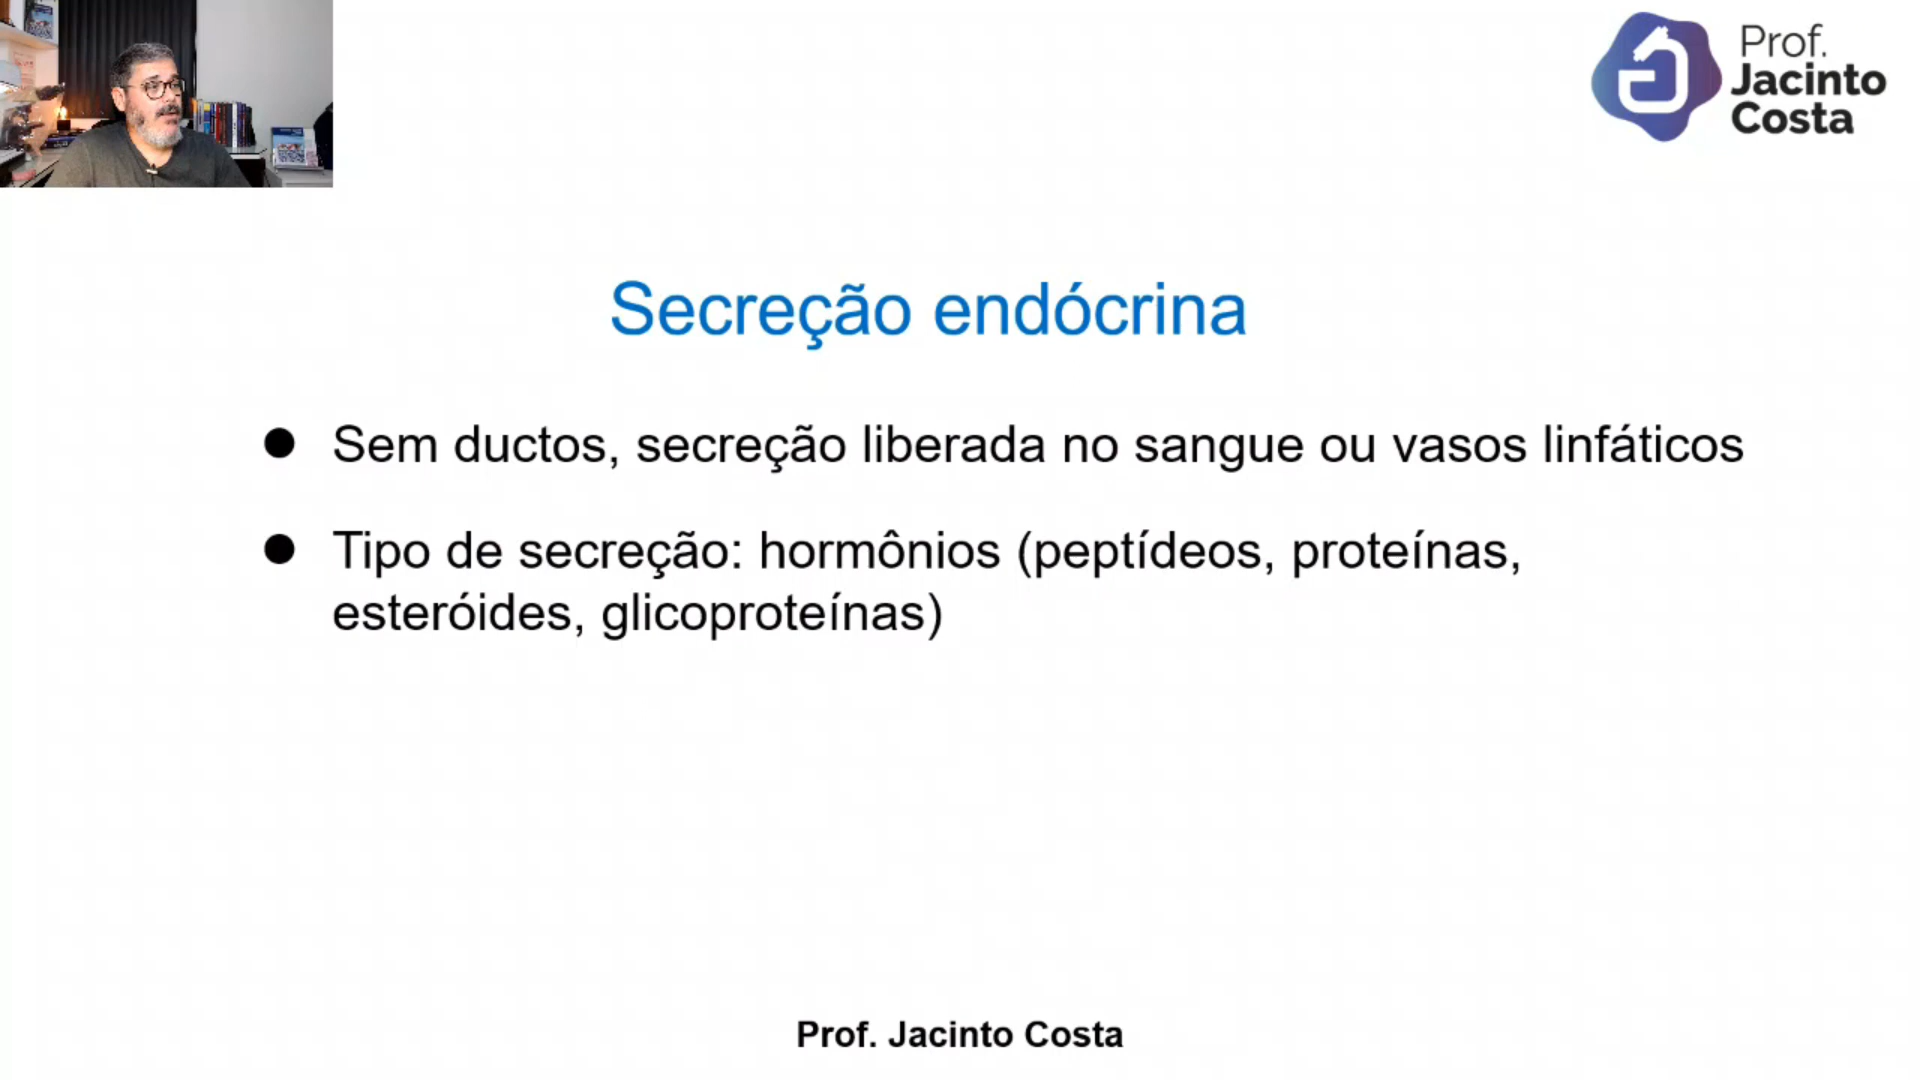 Prof.
Jacinto
Costa
Secreção endócrina
● Sem ductos, secreção liberada no sangue ou vasos linfáticos
● Tipo de secreção: hormônios (peptídeos, proteínas,
esteróides, glicoproteínas)
Prof. Jacinto Costa